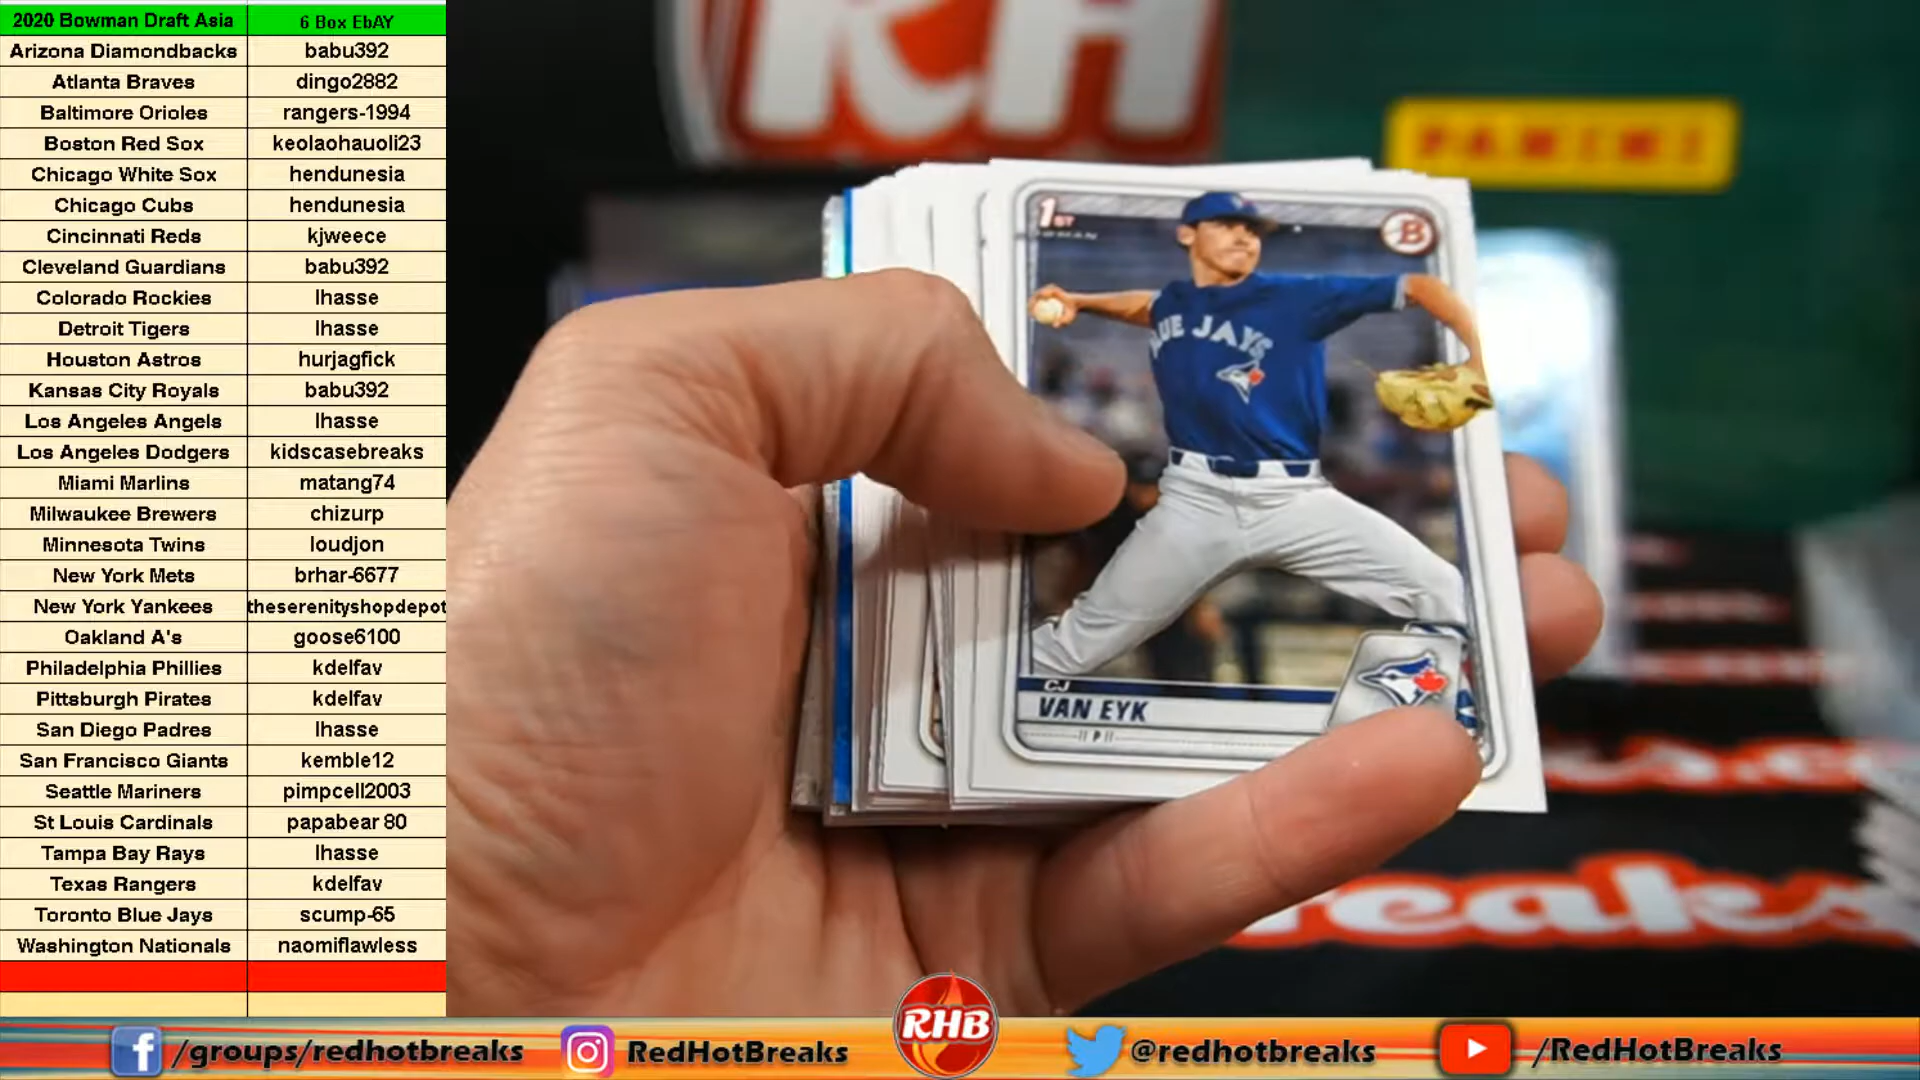 2020 Bowman Draft Asia 6 Box EbAY
Arizona Diamondbacks babu392
Atlanta Braves dingo2882
Baltimore Orioles rangers-1994
Boston Red Sox keolaohauoli23
Chicago White Sox hendunesia
Chicago Cubs hendunesia
Cincinnati Reds kjweece
Cleveland Guardians babu392
Colorado Rockies lhasse
Detroit Tigers lhasse
Houston Astros hurjagfick
Kansas City Royals babu392
Los Angeles Angels lhasse
Los Angeles Dodgers kidscasebreaks
Miami Marlins matang74
Milwaukee Brewers chizurp
Minnesota Twins loudjon
New York Mets brhar-6677
New York Yankees theserenityshopdepot
Oakland A's goose6100
Philadelphia Phillies kdelfav
Pittsburgh Pirates kdelfav
San Diego Padres lhasse
San Francisco Giants kemble12
Seattle Mariners pimpcell2003
St Louis Cardinals papabear 80
Tampa Bay Rays lhasse
Texas Rangers kdelfav
Toronto Blue Jays scump-65
Washington Nationals naomiflawless
RH
PANINI
1ST
B
BLUE JAYS
CJ
VAN EYK
P
/groups/redhotbreaks
RedHotBreaks
RHB
@redhotbreaks
/RedHotBreaks